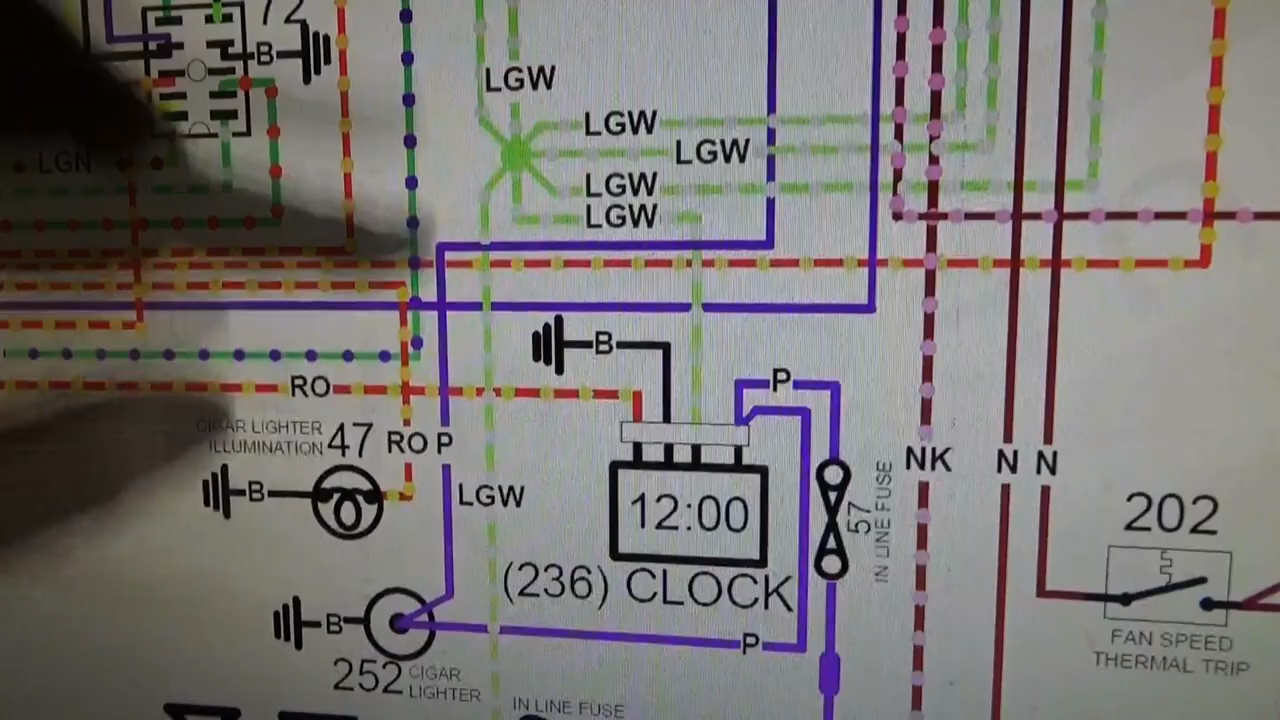 72
B
LGW
LGW
LGW
LGN
LGW
LGW
B
P
RO
CIGAR LIGHTER
ILLUMINATION
47
RO P
NK
N
N
B
LGW
12:00
57
IN LINE FUSE
202
(236) CLOCK
B
P
FAN SPEED
THERMAL TRIP
252
CIGAR
LIGHTER
IN LINE FUSE